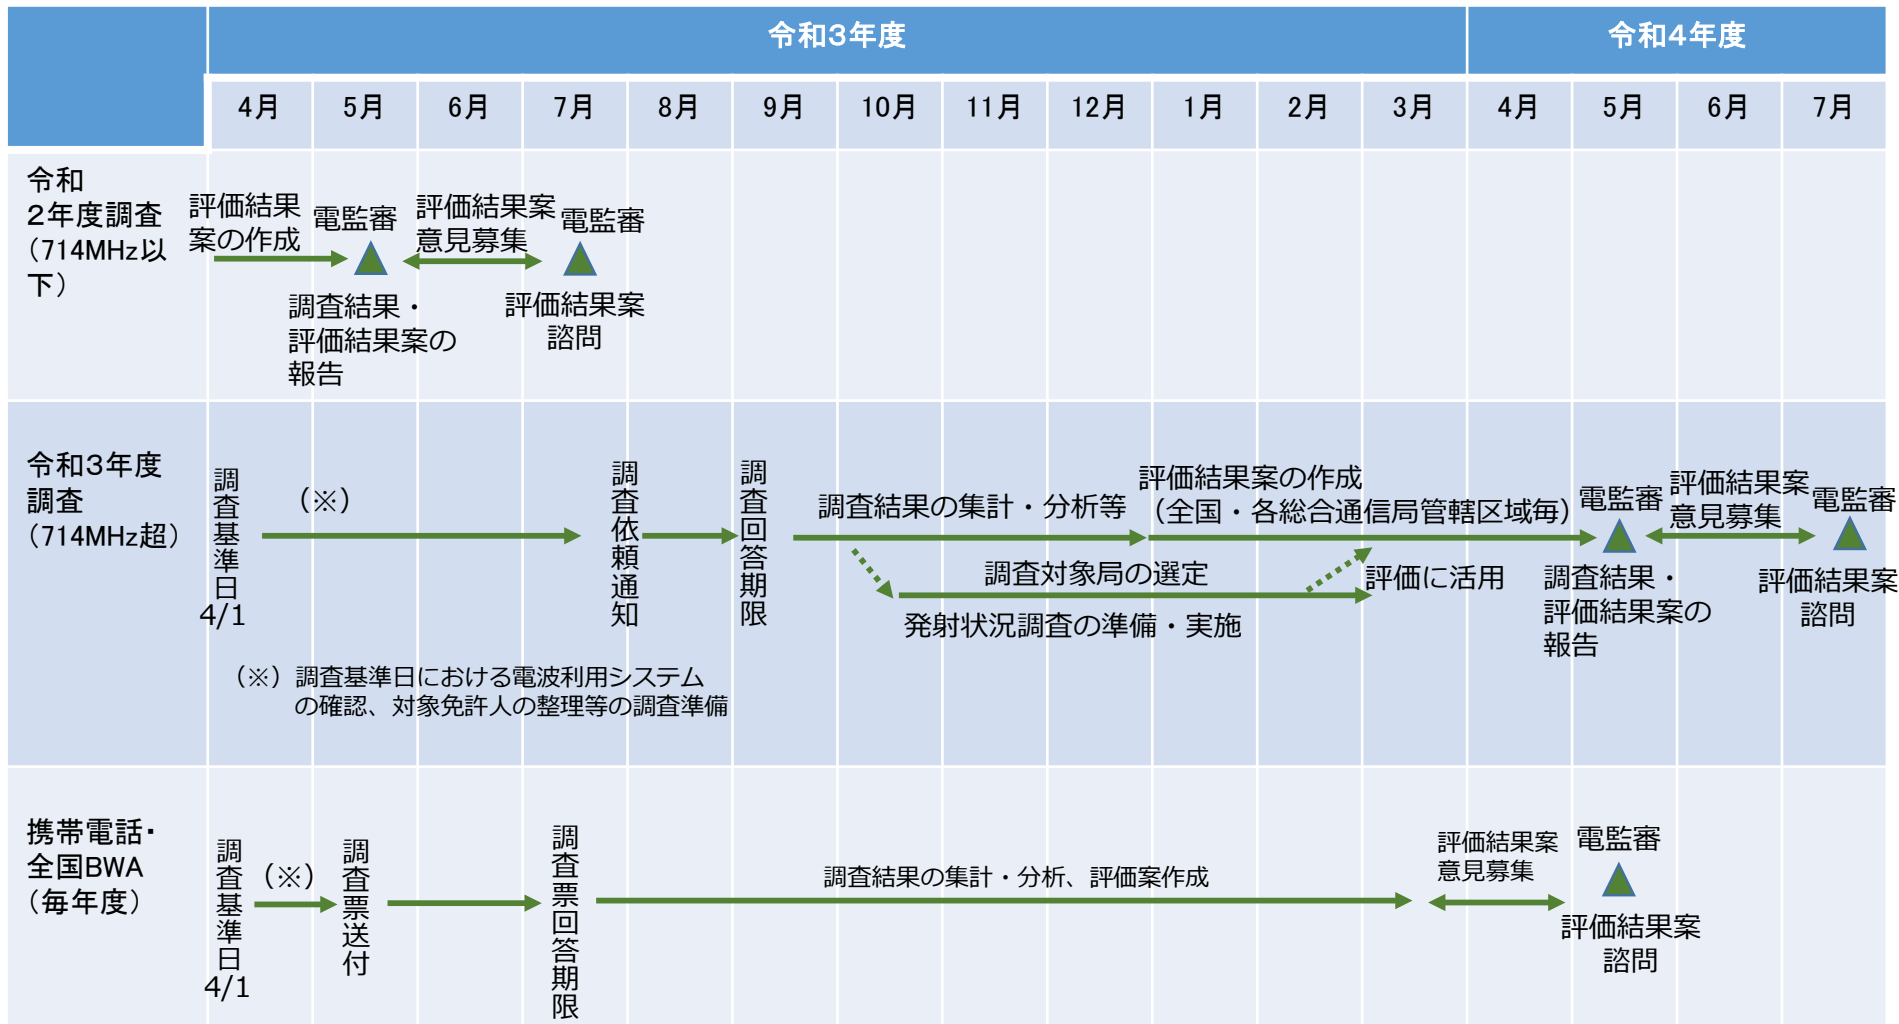 令和3年度
令和4年度
4月
5月
6月
7月
8月
9月
10月
11月
12月
1月
2月
3月
4月
5月
6月
7月
令和
2年度調査
(714MHz以
下)
評価結果
案の作成
電監審
評価結果案
意見募集
電監審
調査結果・
評価結果案の
報告
評価結果案
諮問
令和3年度
調査
(714MHz超)
調査基準日
4/1
(※)
調査依頼通知
調査回答期限
調査結果の集計・分析等
評価結果案の作成
(全国・各総合通信局管轄区域毎)
電監審
評価結果案
意見募集
電監審
調査対象局の選定
発射状況調査の準備・実施
評価に活用
調査結果・
評価結果案の
報告
評価結果案
諮問
(※)調査基準日における電波利用システム
の確認、対象免許人の整理等の調査準備
携帯電話・
全国BWA
(毎年度)
調査基準日
4/1
(※)
調査票送付
調査票回答期限
調査結果の集計・分析、評価案作成
評価結果案
意見募集
電監審
評価結果案
諮問